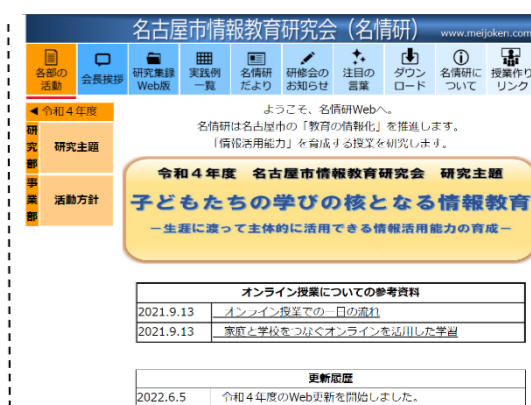 名古屋市情報教育研究会（名情研） www.meijoken.com
各部の
活動
会長挨拶
研究集録
Web版
実践例
一覧
名情研
だより
研修会の
お知らせ
注目の
言葉
ダウン
ロード
名情研に
ついて
授業作り
リンク
◀ 令和４年度
研究部
研究主題
事業部
活動方針
ようこそ、名情研Webへ。
名情研は名古屋市の「教育の情報化」を推進します。
「情報活用能力」を育成する授業を研究します。
令和４年度 名古屋市情報教育研究会 研究主題
子どもたちの学びの核となる情報教育
－生涯に渡って主体的に活用できる情報活用能力の育成－
オンライン授業についての参考資料
2021.9.13 オンライン授業での一日の流れ
2021.9.13 家庭と学校をつなぐオンラインを活用した学習
更新履歴
2022.6.5 令和４年度のWeb更新を開始しました。